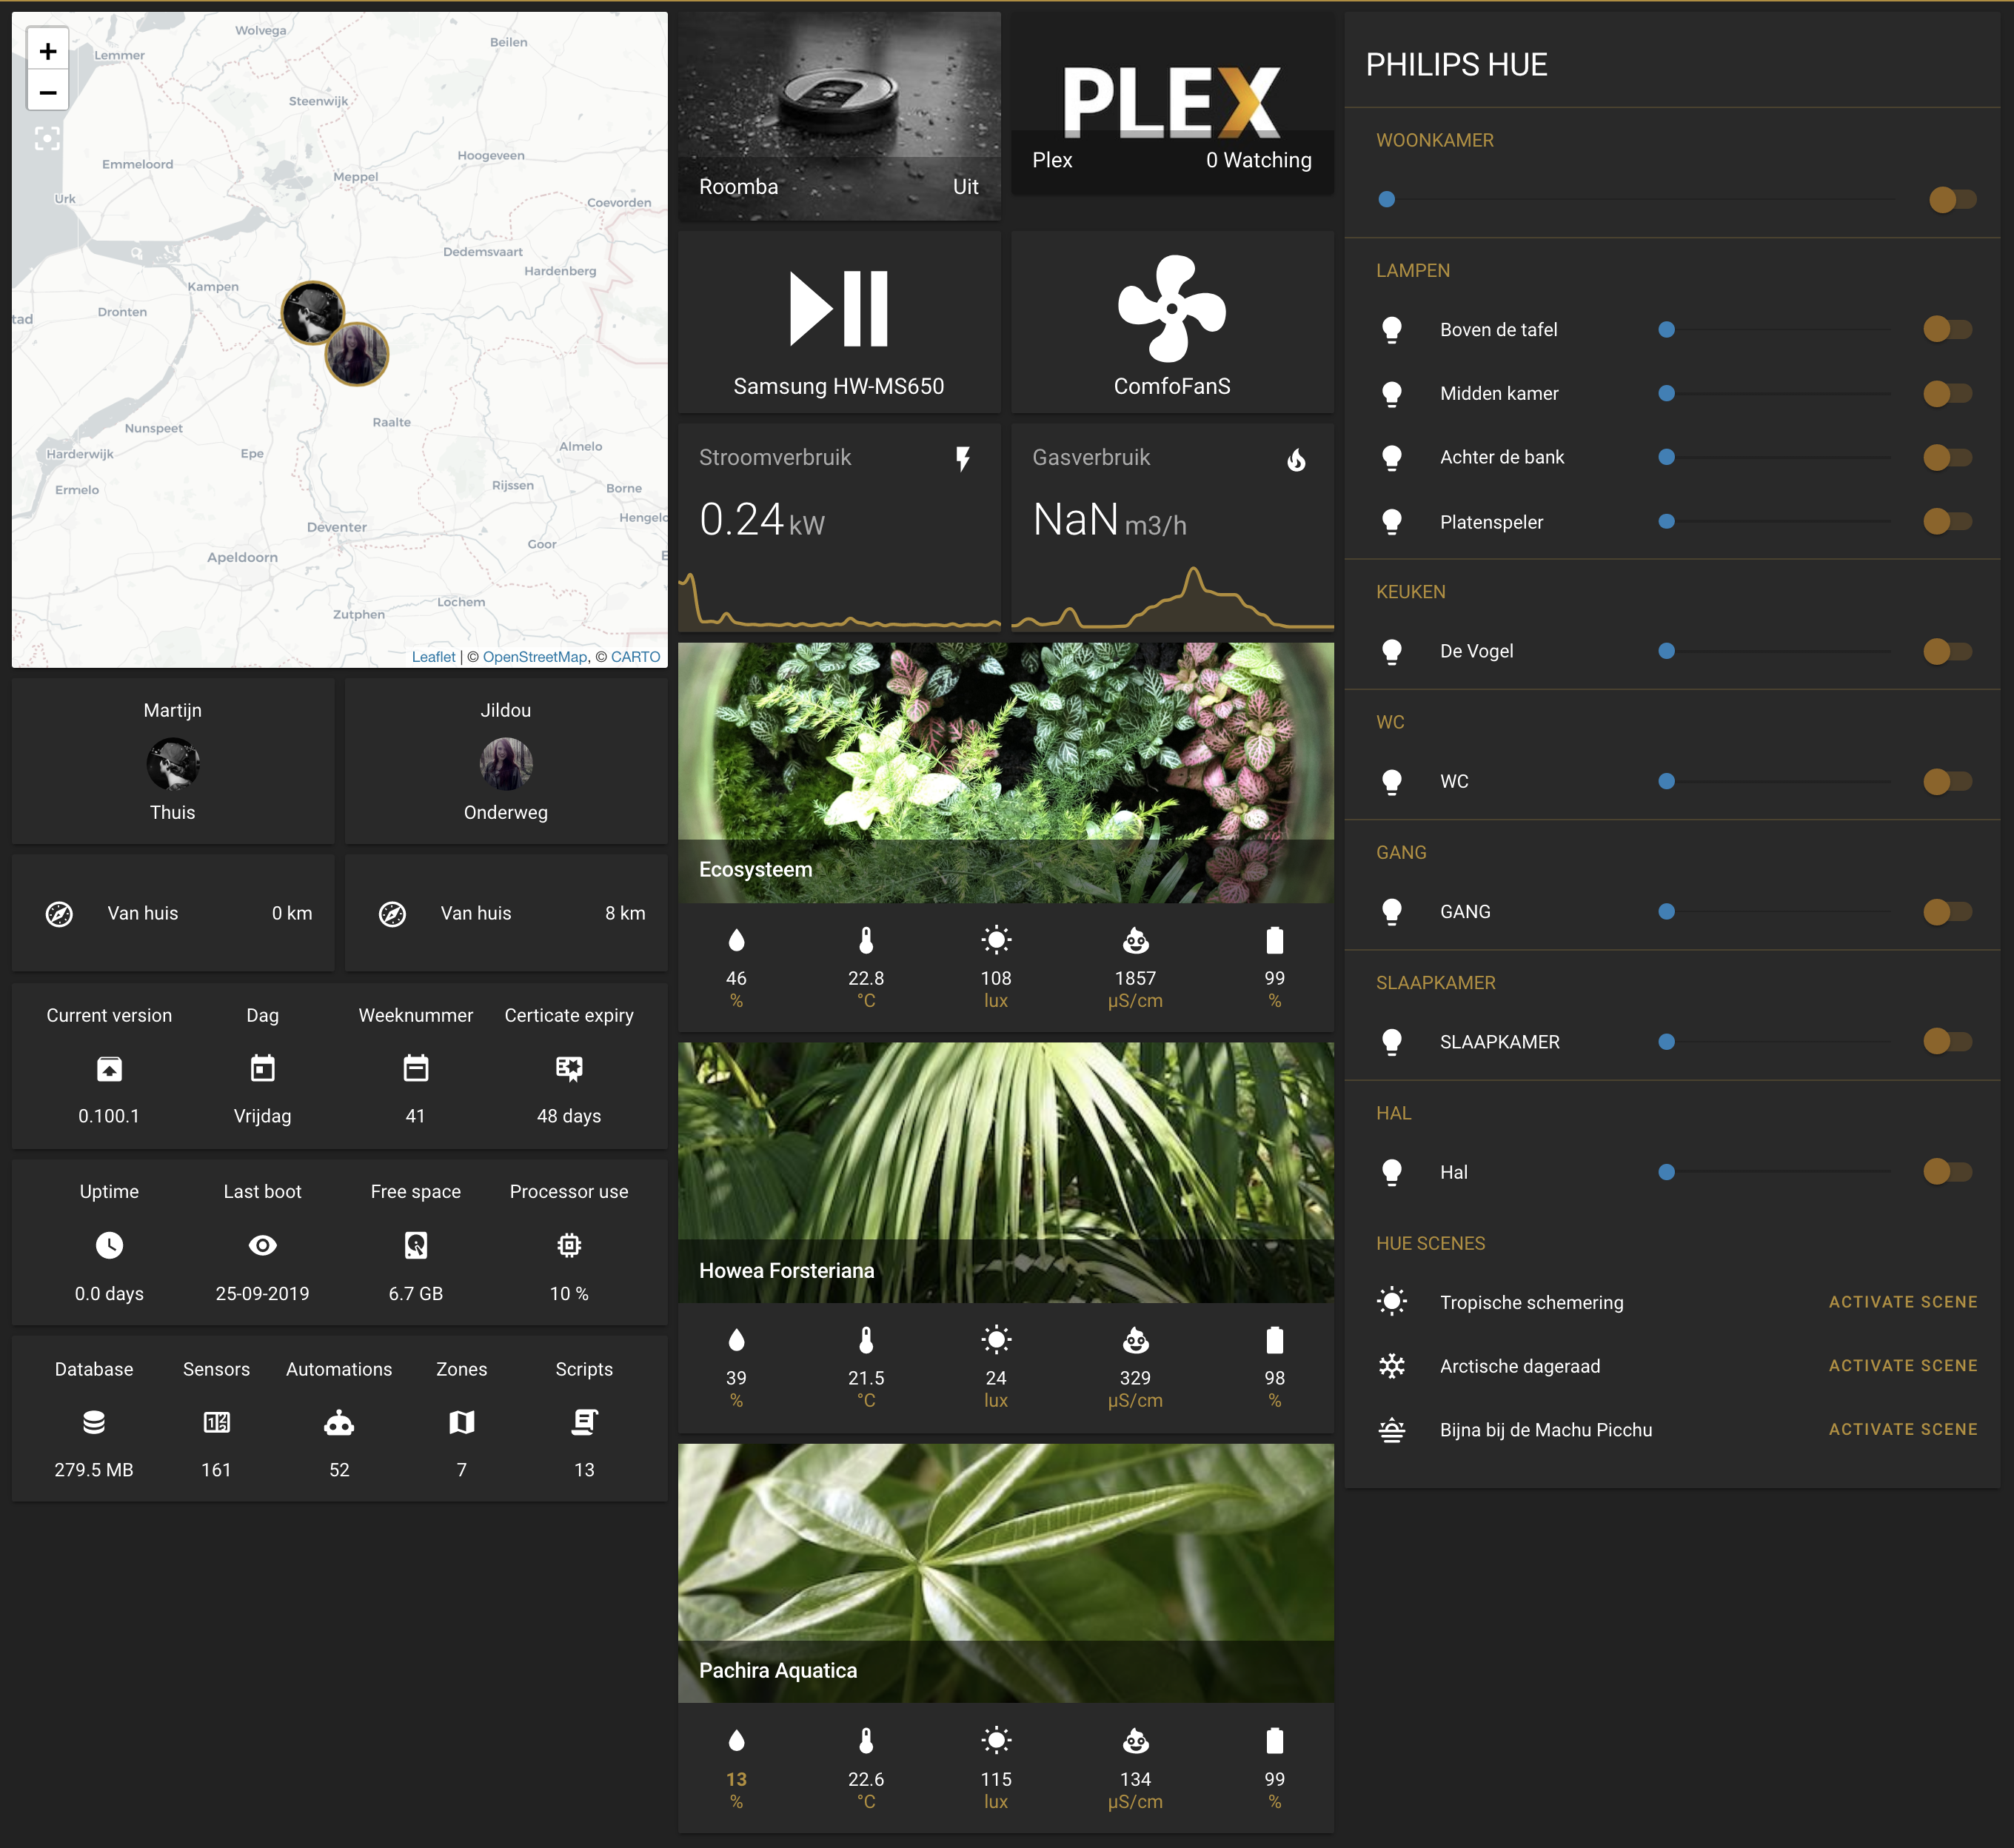 +
−
Wolvega
Beilen
Lemmer
Steenwijk
Emmeloord
Hoogeveen
Meppel
Urk
Coevorden
Dedemsvaart
Hardenberg
Kampen
Dronten
tad
Nunspeet
Raalte
Almelo
Harderwijk
Epe
Ermelo
Rijssen
Borne
Hengelo
Deventer
Goor
Apeldoorn
E
Lochem
Zutphen
Leaflet | © OpenStreetMap, © CARTO
Martijn
Thuis
Jildou
Onderweg
Van huis 0 km
Van huis 8 km
Current version Dag Weeknummer Certicate expiry
0.100.1 Vrijdag 41 48 days
Uptime Last boot Free space Processor use
0.0 days 25-09-2019 6.7 GB 10 %
Database Sensors Automations Zones Scripts
279.5 MB 161 52 7 13
Roomba Uit
PLEX
Plex 0 Watching
Samsung HW-MS650
ComfoFanS
Stroomverbruik
0.24 kW
Gasverbruik
NaN m3/h
Ecosysteem
46 22.8 108 1857 99
% °C lux µS/cm %
Howea Forsteriana
39 21.5 24 329 98
% °C lux µS/cm %
Pachira Aquatica
13 22.6 115 134 99
% °C lux µS/cm %
PHILIPS HUE
WOONKAMER
LAMPEN
Boven de tafel
Midden kamer
Achter de bank
Platenspeler
KEUKEN
De Vogel
WC
WC
GANG
GANG
SLAAPKAMER
SLAAPKAMER
HAL
Hal
HUE SCENES
Tropische schemering ACTIVATE SCENE
Arctische dageraad ACTIVATE SCENE
Bijna bij de Machu Picchu ACTIVATE SCENE